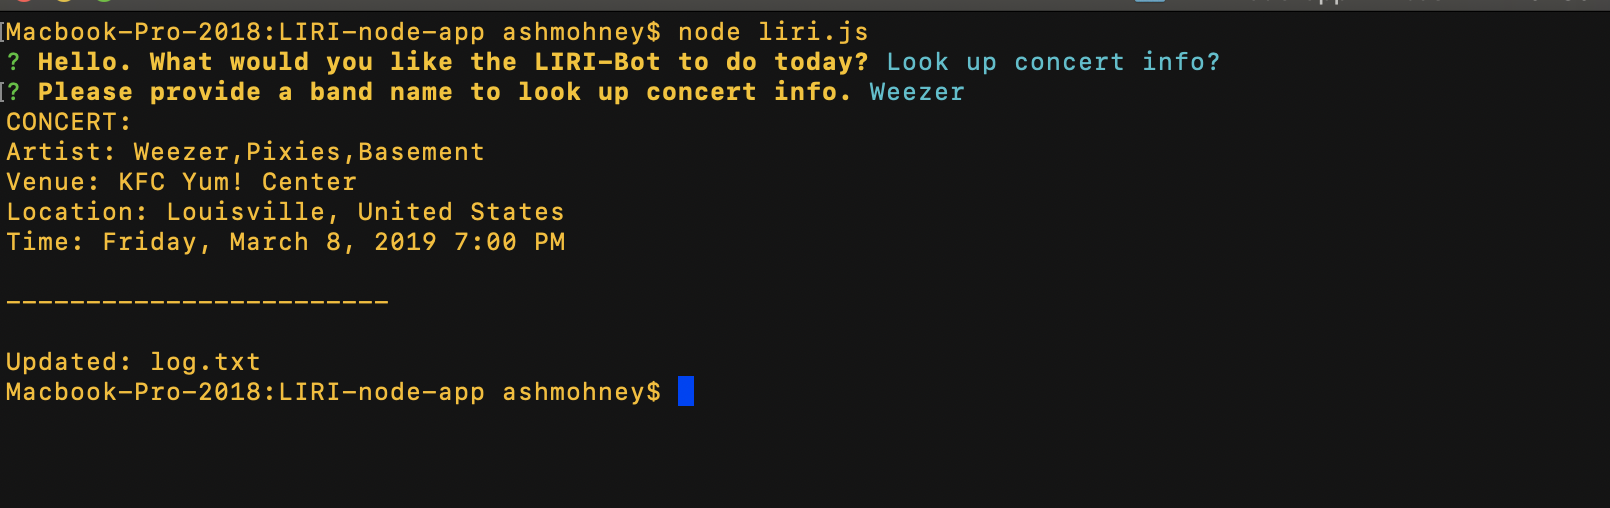 Macbook-Pro-2018:LIRI-node-app ashmohney$ node liri.js
? Hello. What would you like the LIRI-Bot to do today? Look up concert info?
? Please provide a band name to look up concert info. Weezer
CONCERT:
Artist: Weezer,Pixies,Basement
Venue: KFC Yum! Center
Location: Louisville, United States
Time: Friday, March 8, 2019 7:00 PM
------------------------
Updated: log.txt
Macbook-Pro-2018:LIRI-node-app ashmohney$